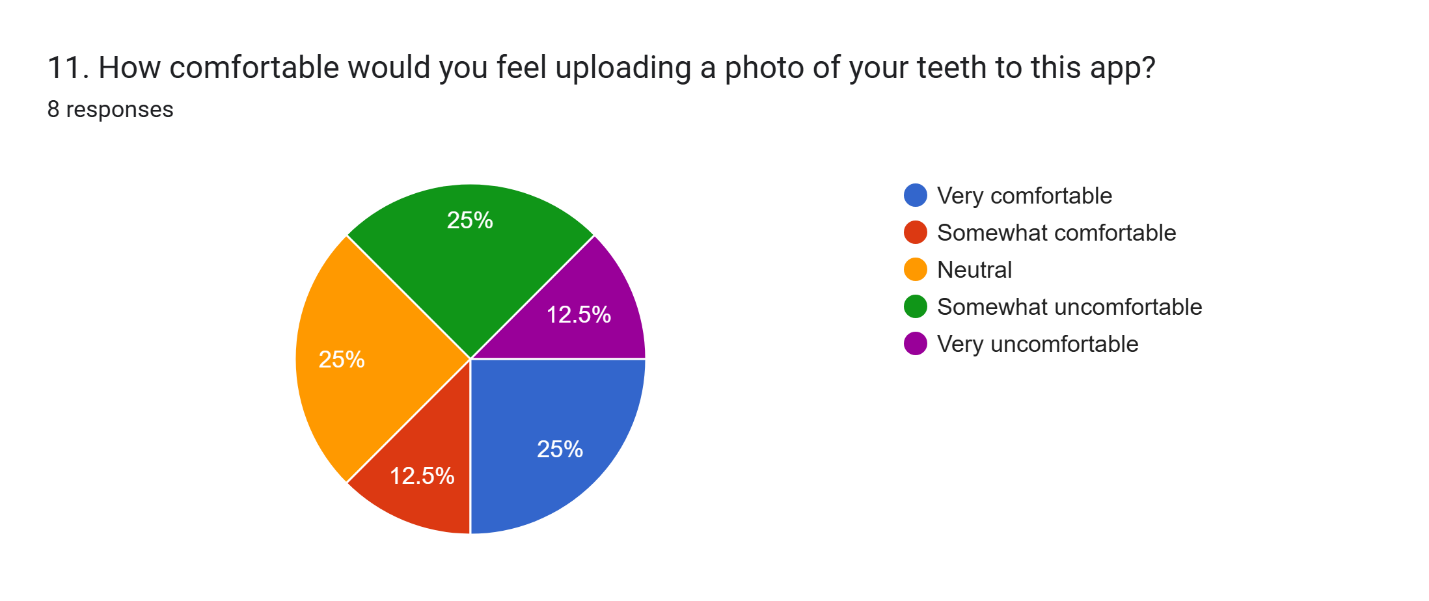 11. How comfortable would you feel uploading a photo of your teeth to this app?
8 responses
25%
12.5%
25%
25%
12.5%
Very comfortable
Somewhat comfortable
Neutral
Somewhat uncomfortable
Very uncomfortable